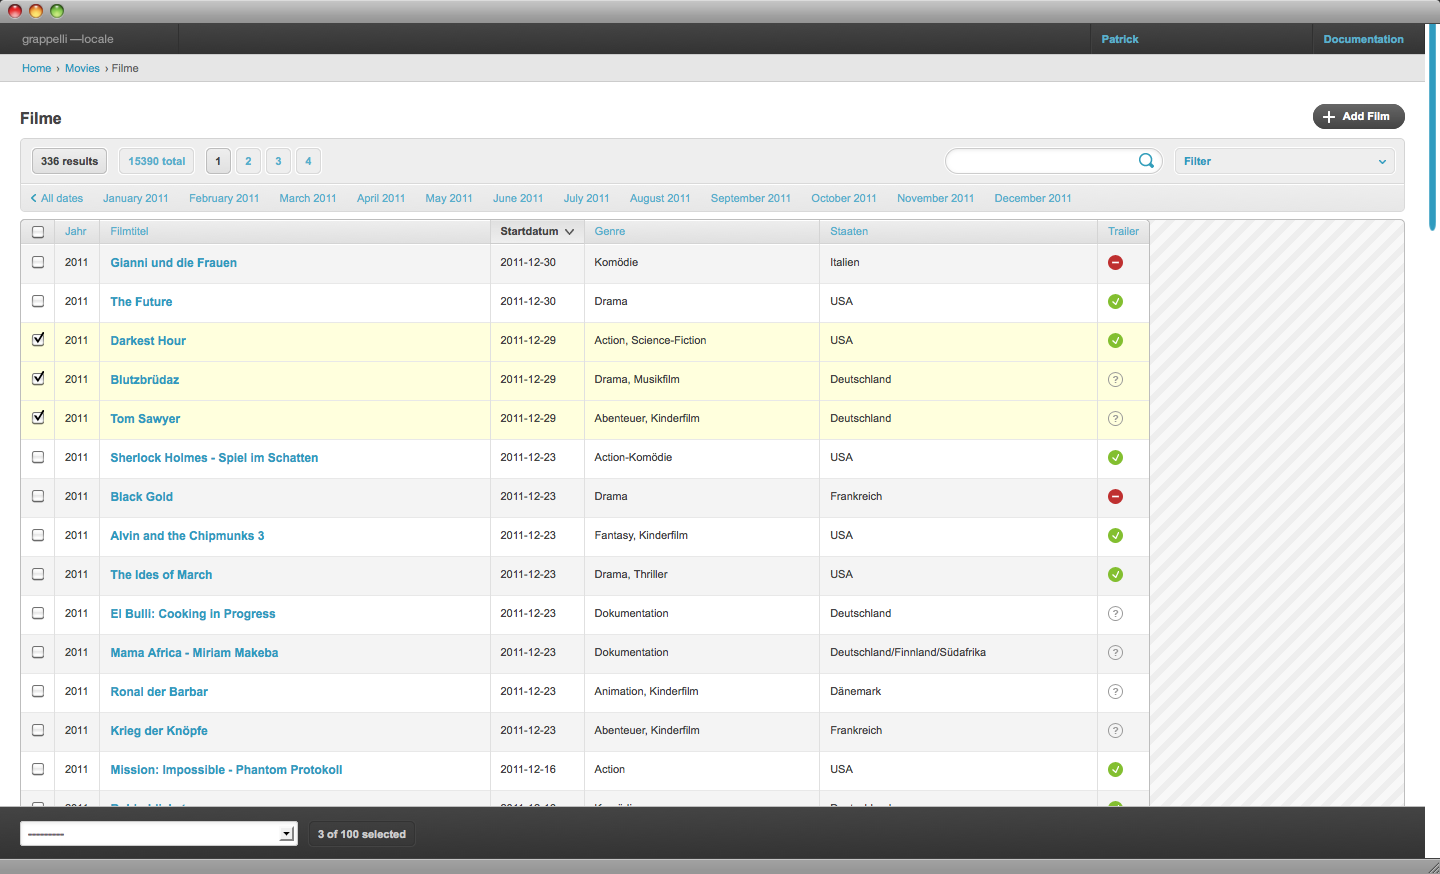 grappelli —locale Patrick Documentation
Home › Movies › Filme
Filme + Add Film
336 results 15390 total 1 2 3 4 Filter
All dates January 2011 February 2011 March 2011 April 2011 May 2011 June 2011 July 2011 August 2011 September 2011 October 2011 November 2011 December 2011
Jahr Filmtitel Startdatum Genre Staaten Trailer
2011 Gianni und die Frauen 2011-12-30 Komödie Italien
2011 The Future 2011-12-30 Drama USA
2011 Darkest Hour 2011-12-29 Action, Science-Fiction USA
2011 Blutzbrüdaz 2011-12-29 Drama, Musikfilm Deutschland ?
2011 Tom Sawyer 2011-12-29 Abenteuer, Kinderfilm Deutschland ?
2011 Sherlock Holmes - Spiel im Schatten 2011-12-23 Action-Komödie USA
2011 Black Gold 2011-12-23 Drama Frankreich
2011 Alvin and the Chipmunks 3 2011-12-23 Fantasy, Kinderfilm USA
2011 The Ides of March 2011-12-23 Drama, Thriller USA
2011 El Bulli: Cooking in Progress 2011-12-23 Dokumentation Deutschland ?
2011 Mama Africa - Miriam Makeba 2011-12-23 Dokumentation Deutschland/Finnland/Südafrika ?
2011 Ronal der Barbar 2011-12-23 Animation, Kinderfilm Dänemark ?
2011 Krieg der Knöpfe 2011-12-23 Abenteuer, Kinderfilm Frankreich ?
2011 Mission: Impossible - Phantom Protokoll 2011-12-16 Action USA
--------- 3 of 100 selected